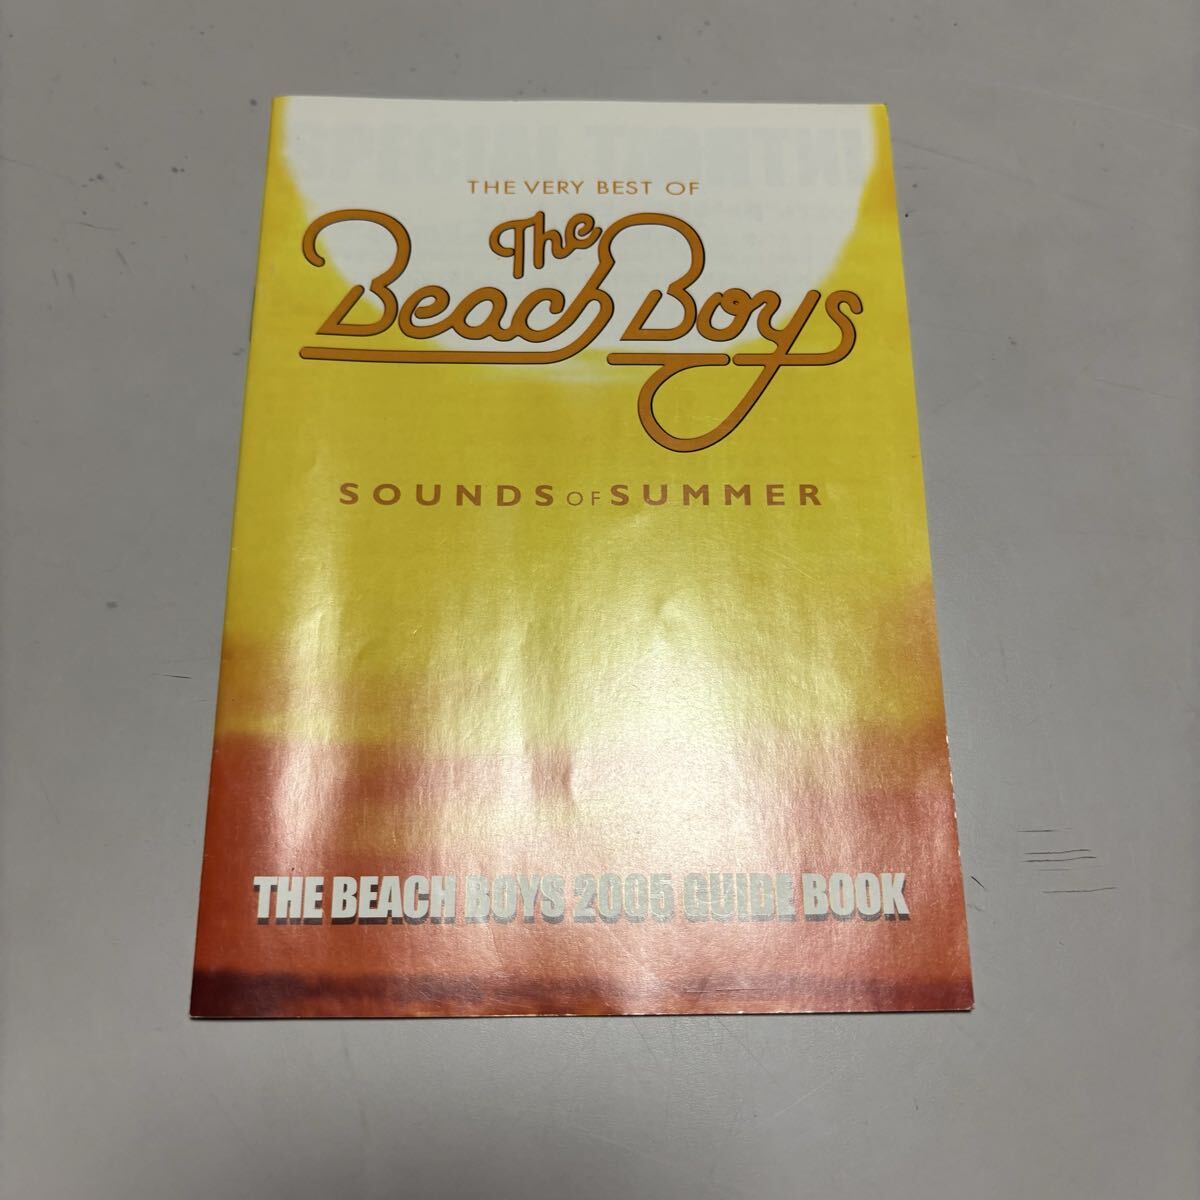 THE VERY BEST OF
The
Beach Boys
SOUNDS OF SUMMER
THE BEACH BOYS 2005 GUIDE BOOK